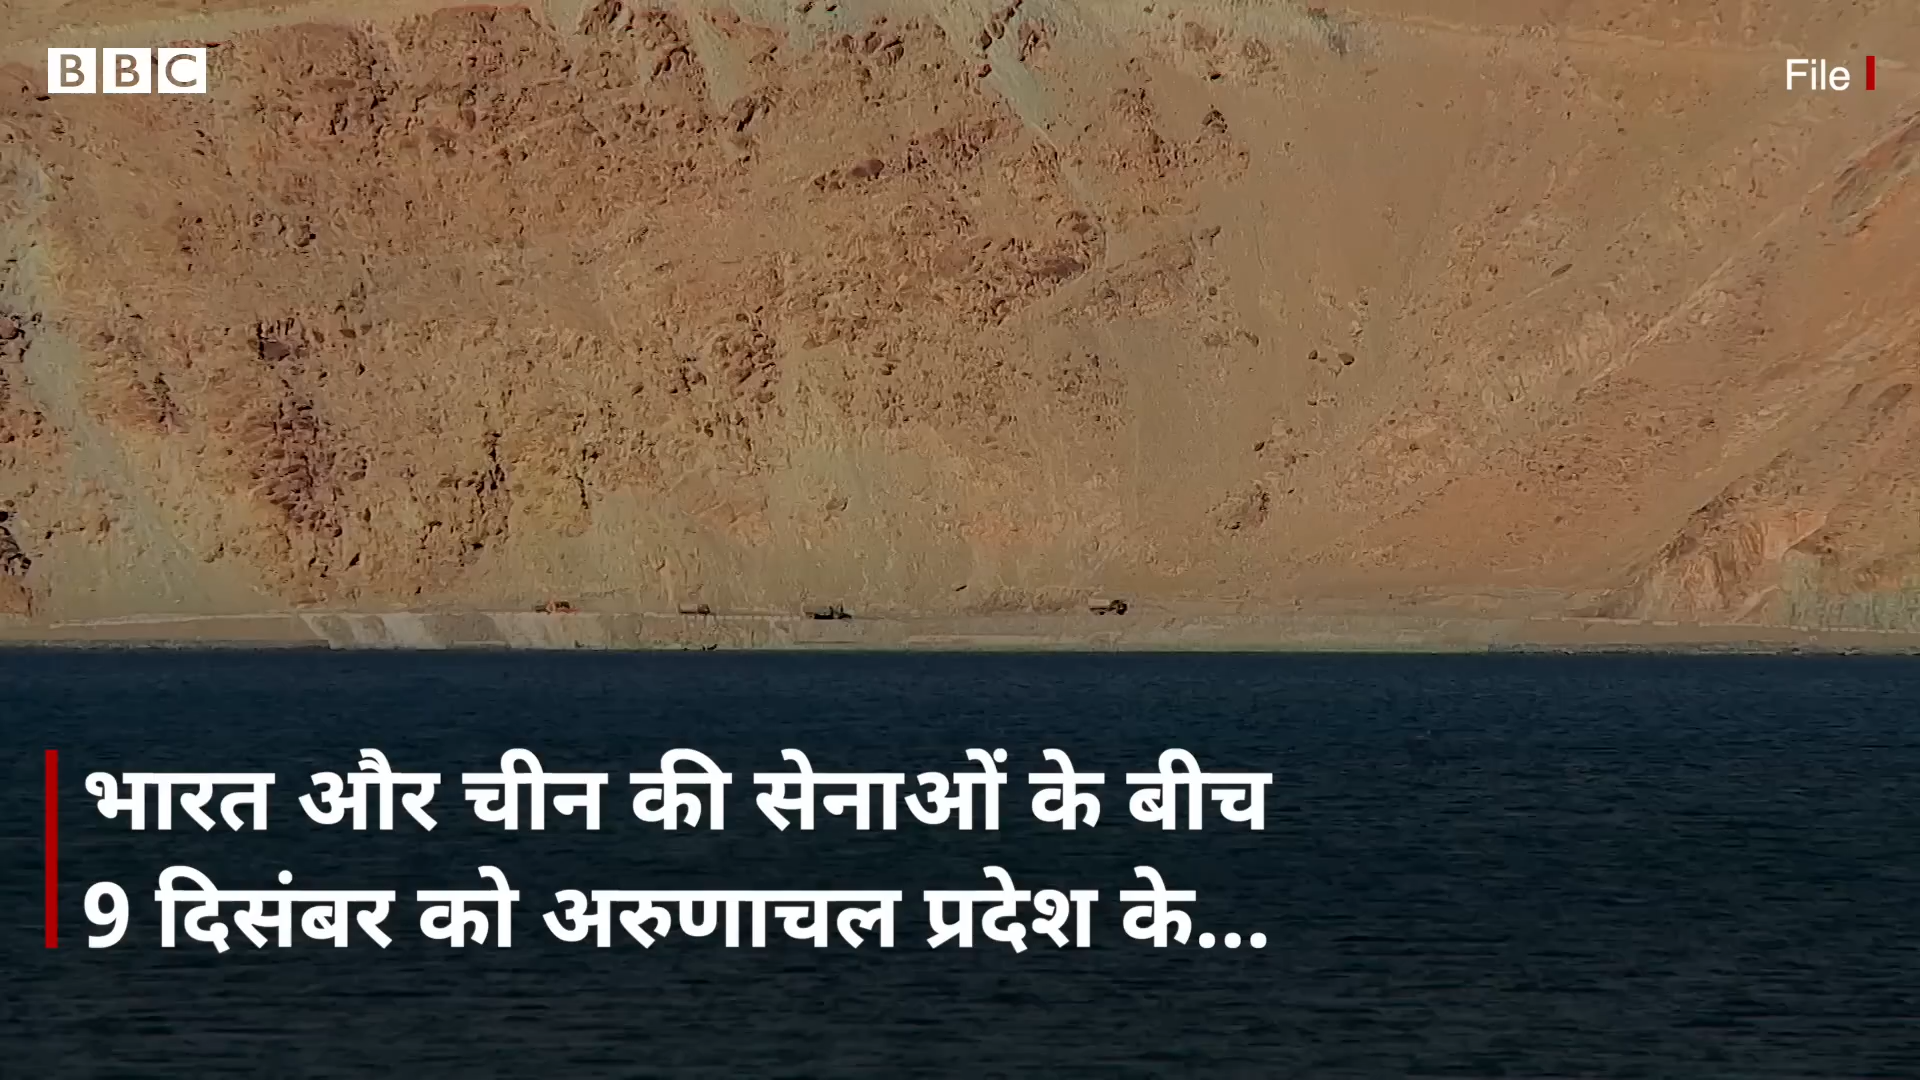 BBC
File
भारत और चीन की सेनाओं के बीच
9 दिसंबर को अरुणाचल प्रदेश के...